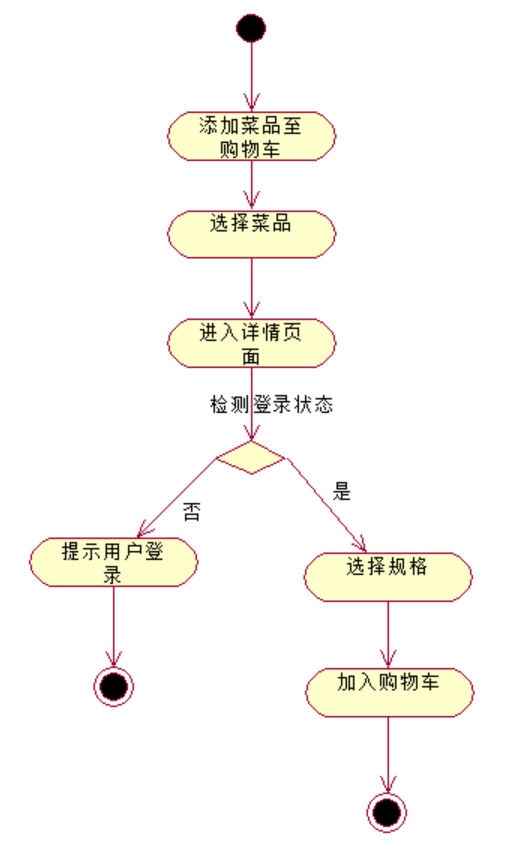 添加菜品至
购物车
选择菜品
进入详情页
面
检测登录状态
否
是
提示用户登
录
选择规格
加入购物车